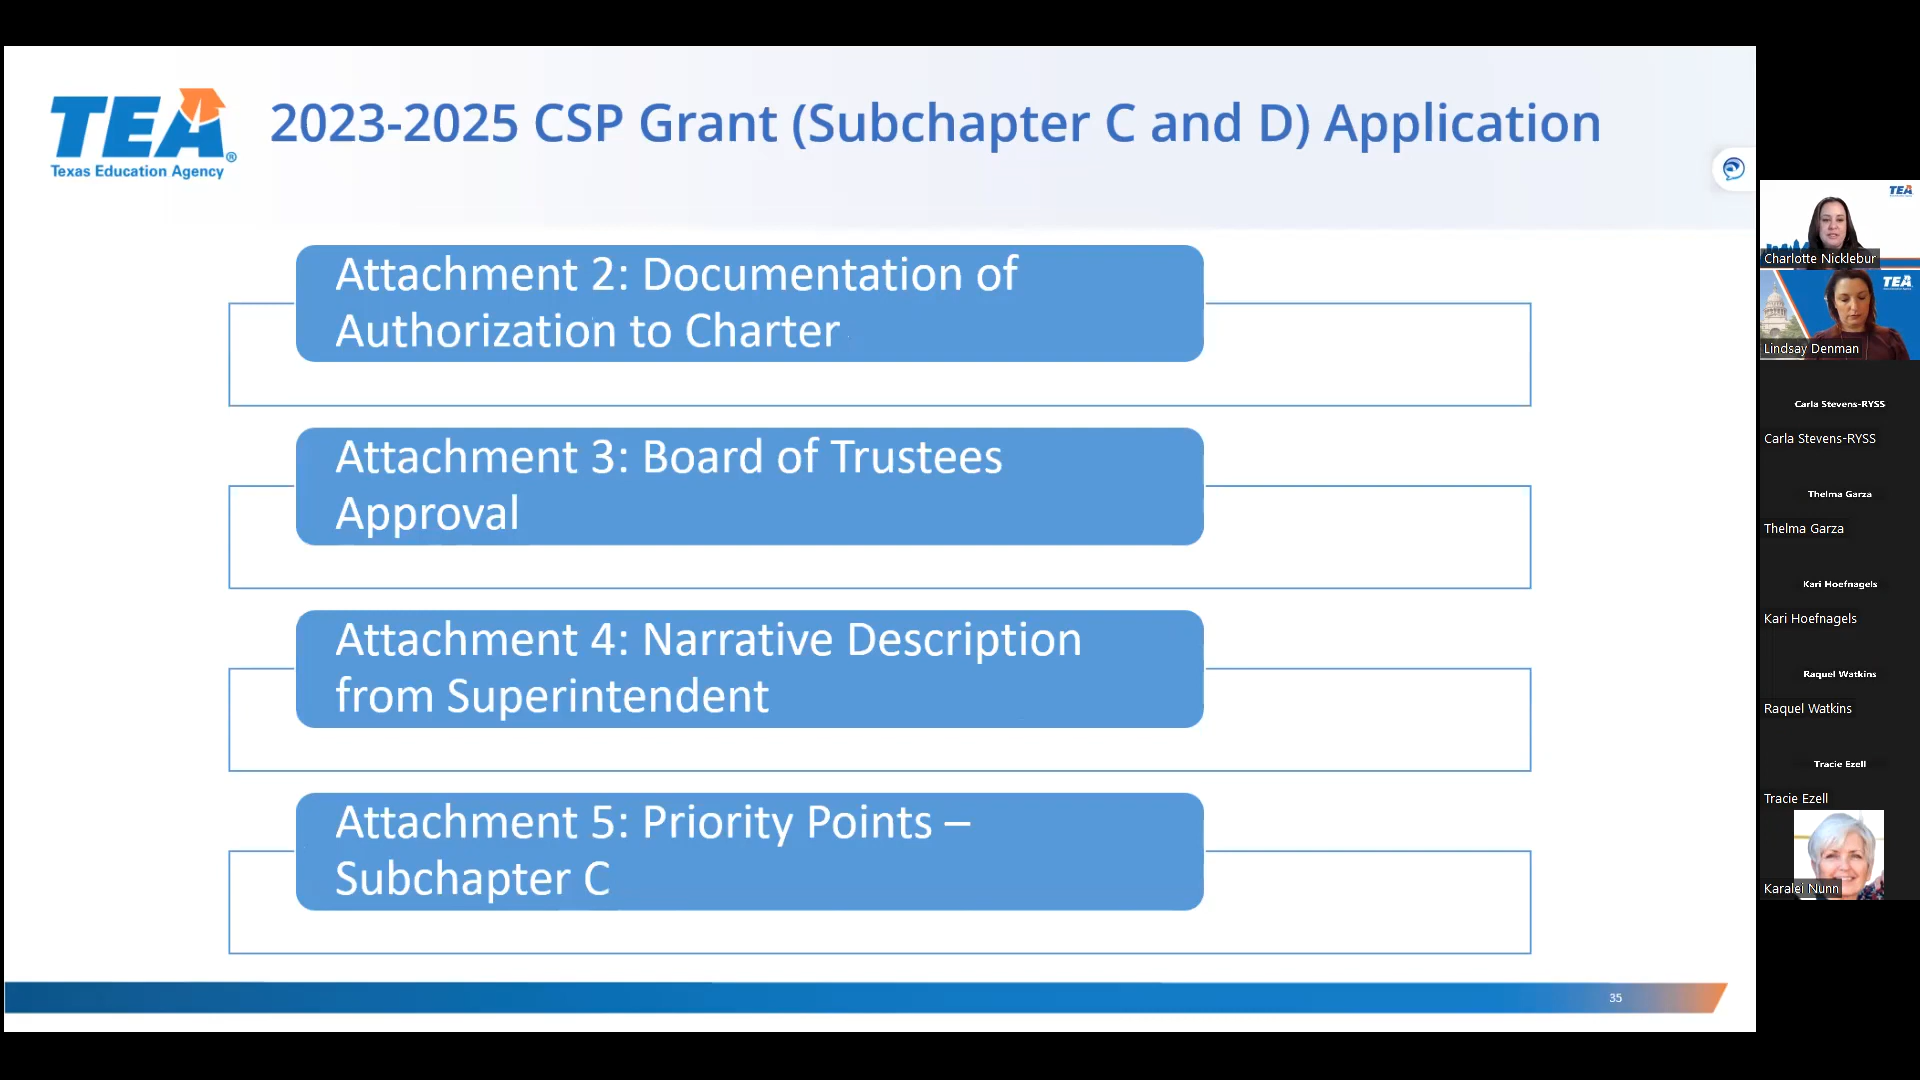 TEA
Texas Education Agency
2023-2025 CSP Grant (Subchapter C and D) Application
Attachment 2: Documentation of
Authorization to Charter
Attachment 3: Board of Trustees
Approval
Attachment 4: Narrative Description
from Superintendent
Attachment 5: Priority Points –
Subchapter C
35
TEA
Charlotte Nicklebur
TEA
Lindsay Denman
Carla Stevens-RYSS
Carla Stevens-RYSS
Thelma Garza
Thelma Garza
Kari Hoefnagels
Kari Hoefnagels
Raquel Watkins
Raquel Watkins
Tracie Ezell
Tracie Ezell
Karalei Nunn